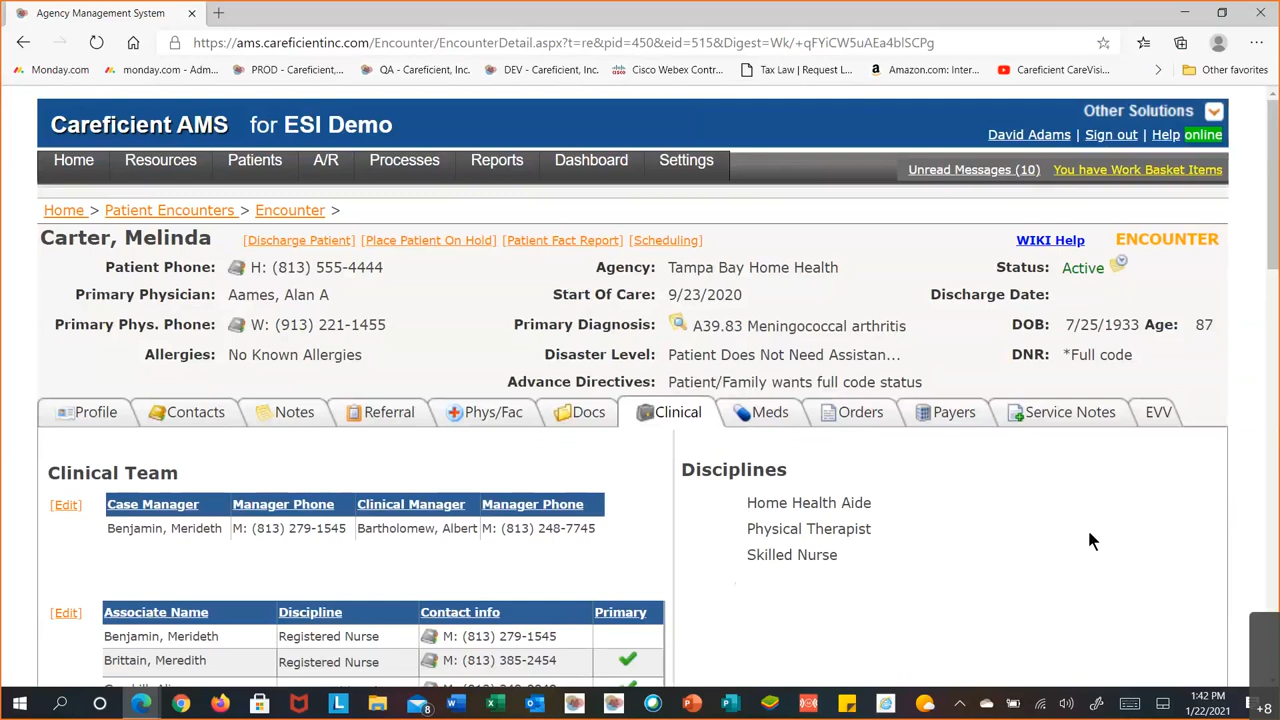 Agency Management System
https://ams.careficientinc.com/Encounter/EncounterDetail.aspx?t=re&pid=450&eid=515&Digest=Wk/+qFYiCW5uAEa4blSCPg
Monday.com monday.com - Adm... PROD - Careficient,... QA - Careficient, Inc. DEV - Careficient, Inc. Cisco Webex Contr... Tax Law | Request L... Amazon.com: Inter... Careficient CareVisi... Other favorites
Other Solutions
Careficient AMS for ESI Demo
David Adams | Sign out | Help online
Home Resources Patients A/R Processes Reports Dashboard Settings
Unread Messages (10) You have Work Basket Items
Home > Patient Encounters > Encounter >
Carter, Melinda [Discharge Patient] [Place Patient On Hold] [Patient Fact Report] [Scheduling] WIKI Help ENCOUNTER
Patient Phone: H: (813) 555-4444 Agency: Tampa Bay Home Health Status: Active
Primary Physician: Aames, Alan A Start Of Care: 9/23/2020 Discharge Date:
Primary Phys. Phone: W: (913) 221-1455 Primary Diagnosis: A39.83 Meningococcal arthritis DOB: 7/25/1933 Age: 87
Allergies: No Known Allergies Disaster Level: Patient Does Not Need Assistan... DNR: *Full code
Advance Directives: Patient/Family wants full code status
Profile Contacts Notes Referral Phys/Fac Docs Clinical Meds Orders Payers Service Notes EVV
Clinical Team
[Edit] Case Manager Manager Phone Clinical Manager Manager Phone
Benjamin, Merideth M: (813) 279-1545 Bartholomew, Albert M: (813) 248-7745
Disciplines
Home Health Aide
Physical Therapist
Skilled Nurse
[Edit] Associate Name Discipline Contact info Primary
Benjamin, Merideth Registered Nurse M: (813) 279-1545
Brittain, Meredith Registered Nurse M: (813) 385-2454
8
1:42 PM
1/22/2021
+8